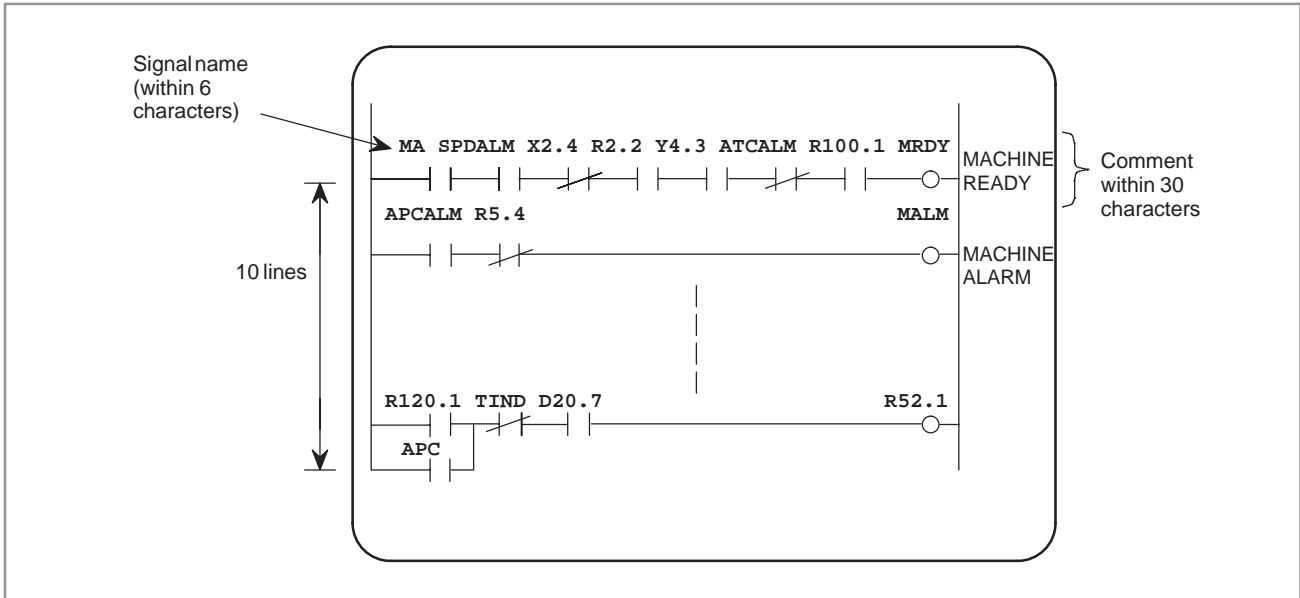 Signal name
(within 6
characters)
MA SPDALM X2.4 R2.2 Y4.3 ATCALM R100.1 MRDY
MACHINE
READY
Comment
within 30
characters
APCALM R5.4 MALM
10 lines
MACHINE
ALARM
R120.1 TIND D20.7 R52.1
APC